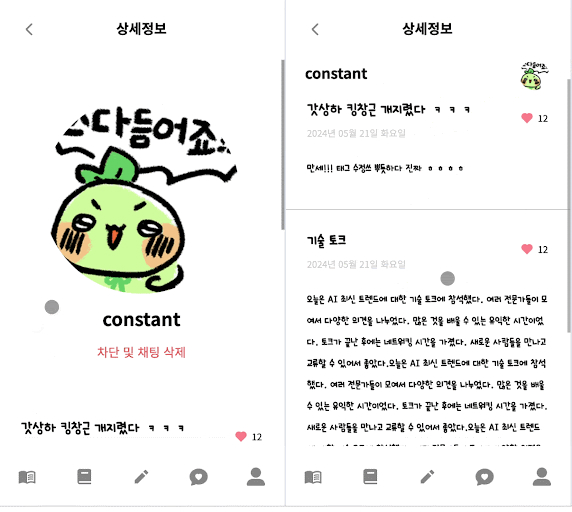 상세정보
다듬어죠
constant
차단 및 채팅 삭제
갓상하 킹창근 개지렸다 ㅋ ㅋ ㅋ
12
상세정보
constant
갓상하 킹창근 개지렸다 ㅋ ㅋ ㅋ
2024년 05월 21일 화요일
12
만세!!! 태그 수정쓰 뿌듯하다 진짜 ㅎ ㅎ ㅎ ㅎ
기술 토크
2024년 05월 21일 화요일
12
오늘은 AI 최신 트렌드에 대한 기술 토크에 참석했다. 여러 전문가들이 모
여서 다양한 의견을 나누었다. 많은 것을 배울 수 있는 유익한 시간이었
다. 토크가 끝난 후에는 네트워킹 시간을 가졌다. 새로운 사람들을 만나고
교류할 수 있어서 좋았다.오늘은 AI 최신 트렌드에 대한 기술 토크에 참석
했다. 여러 전문가들이 모여서 다양한 의견을 나누었다. 많은 것을 배울
수 있는 유익한 시간이었다. 토크가 끝난 후에는 네트워킹 시간을 가졌다.
새로운 사람들을 만나고 교류할 수 있어서 좋았다.오늘은 AI 최신 트렌드